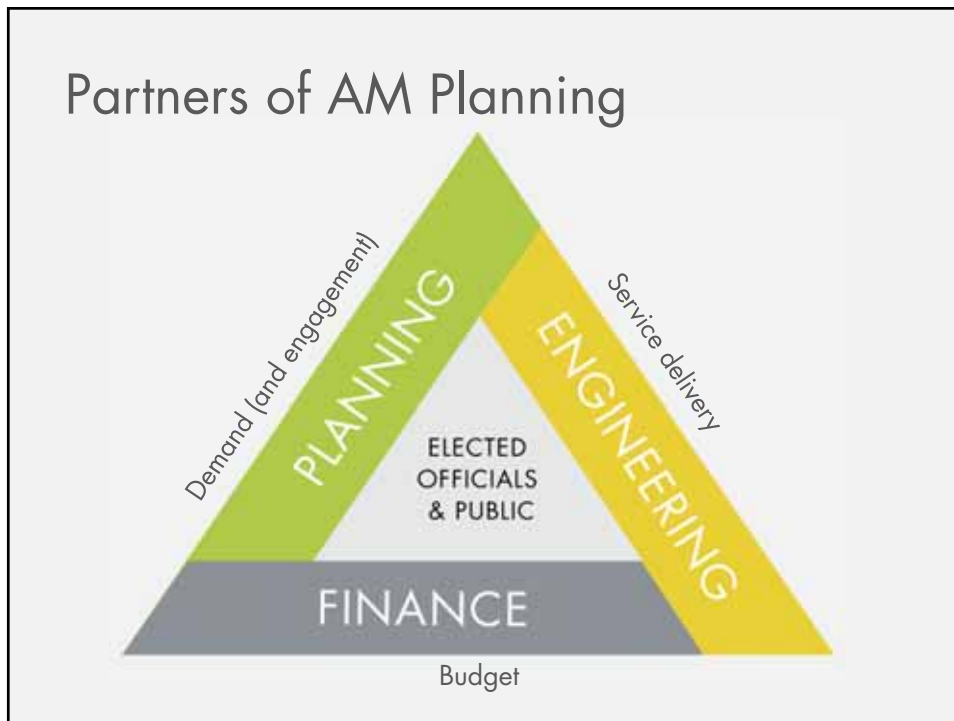 Partners of AM Planning
Demand (and engagement)
PLANNING
Service delivery
ENGINEERING
ELECTED
OFFICIALS
& PUBLIC
FINANCE
Budget